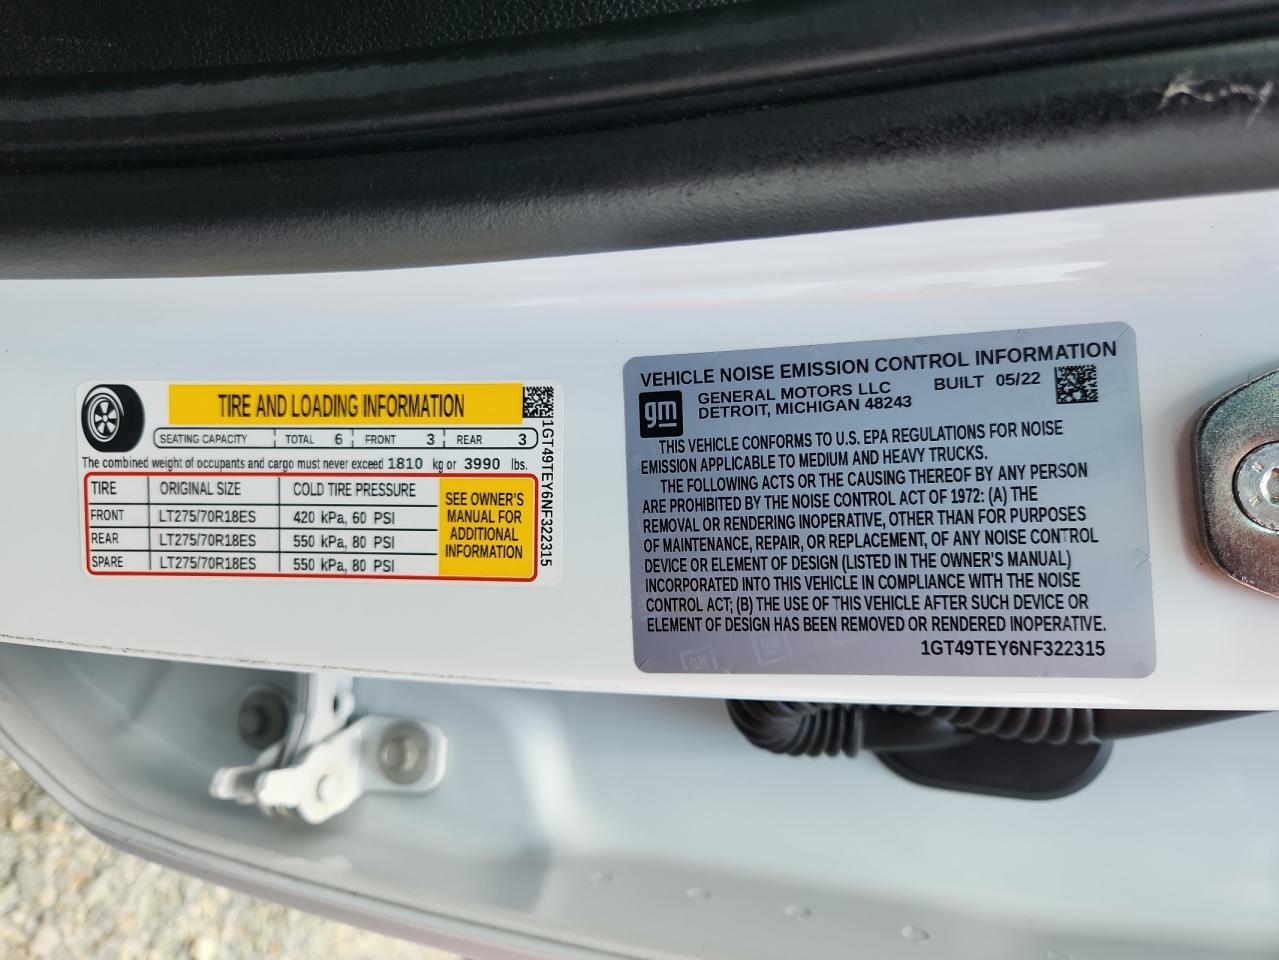 TIRE AND LOADING INFORMATION
SEATING CAPACITY TOTAL 6 FRONT 3 REAR 3
The combined weight of occupants and cargo must never exceed 1810 kg or 3990 lbs.
TIRE ORIGINAL SIZE COLD TIRE PRESSURE
FRONT LT275/70R18ES 420 kPa, 60 PSI
REAR LT275/70R18ES 550 kPa, 80 PSI
SPARE LT275/70R18ES 550 kPa, 80 PSI
SEE OWNER'S
MANUAL FOR
ADDITIONAL
INFORMATION
1GT49TEY6NF322315
VEHICLE NOISE EMISSION CONTROL INFORMATION
gm
GENERAL MOTORS LLC BUILT 05/22
DETROIT, MICHIGAN 48243
THIS VEHICLE CONFORMS TO U.S. EPA REGULATIONS FOR NOISE
EMISSION APPLICABLE TO MEDIUM AND HEAVY TRUCKS.
THE FOLLOWING ACTS OR THE CAUSING THEREOF BY ANY PERSON
ARE PROHIBITED BY THE NOISE CONTROL ACT OF 1972: (A) THE
REMOVAL OR RENDERING INOPERATIVE, OTHER THAN FOR PURPOSES
OF MAINTENANCE, REPAIR, OR REPLACEMENT, OF ANY NOISE CONTROL
DEVICE OR ELEMENT OF DESIGN (LISTED IN THE OWNER'S MANUAL)
INCORPORATED INTO THIS VEHICLE IN COMPLIANCE WITH THE NOISE
CONTROL ACT; (B) THE USE OF THIS VEHICLE AFTER SUCH DEVICE OR
ELEMENT OF DESIGN HAS BEEN REMOVED OR RENDERED INOPERATIVE.
1GT49TEY6NF322315